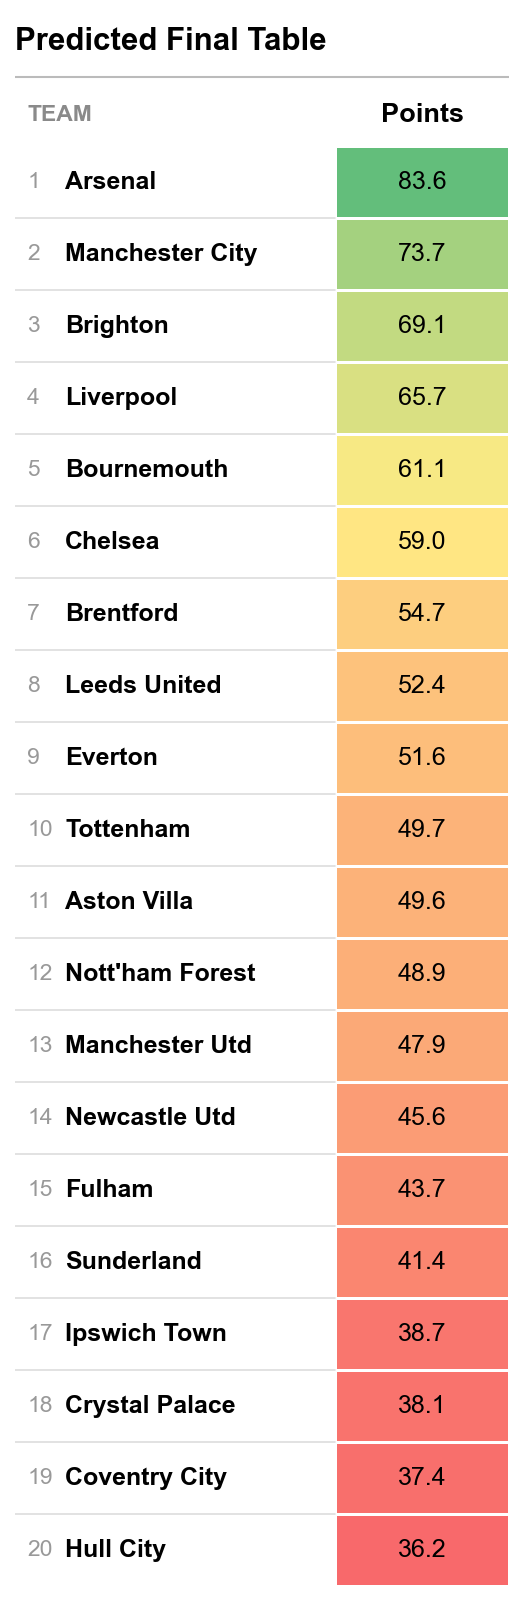 Predicted Final Table
TEAM Points
1 Arsenal 83.6
2 Manchester City 73.7
3 Brighton 69.1
4 Liverpool 65.7
5 Bournemouth 61.1
6 Chelsea 59.0
7 Brentford 54.7
8 Leeds United 52.4
9 Everton 51.6
10 Tottenham 49.7
11 Aston Villa 49.6
12 Nott'ham Forest 48.9
13 Manchester Utd 47.9
14 Newcastle Utd 45.6
15 Fulham 43.7
16 Sunderland 41.4
17 Ipswich Town 38.7
18 Crystal Palace 38.1
19 Coventry City 37.4
20 Hull City 36.2